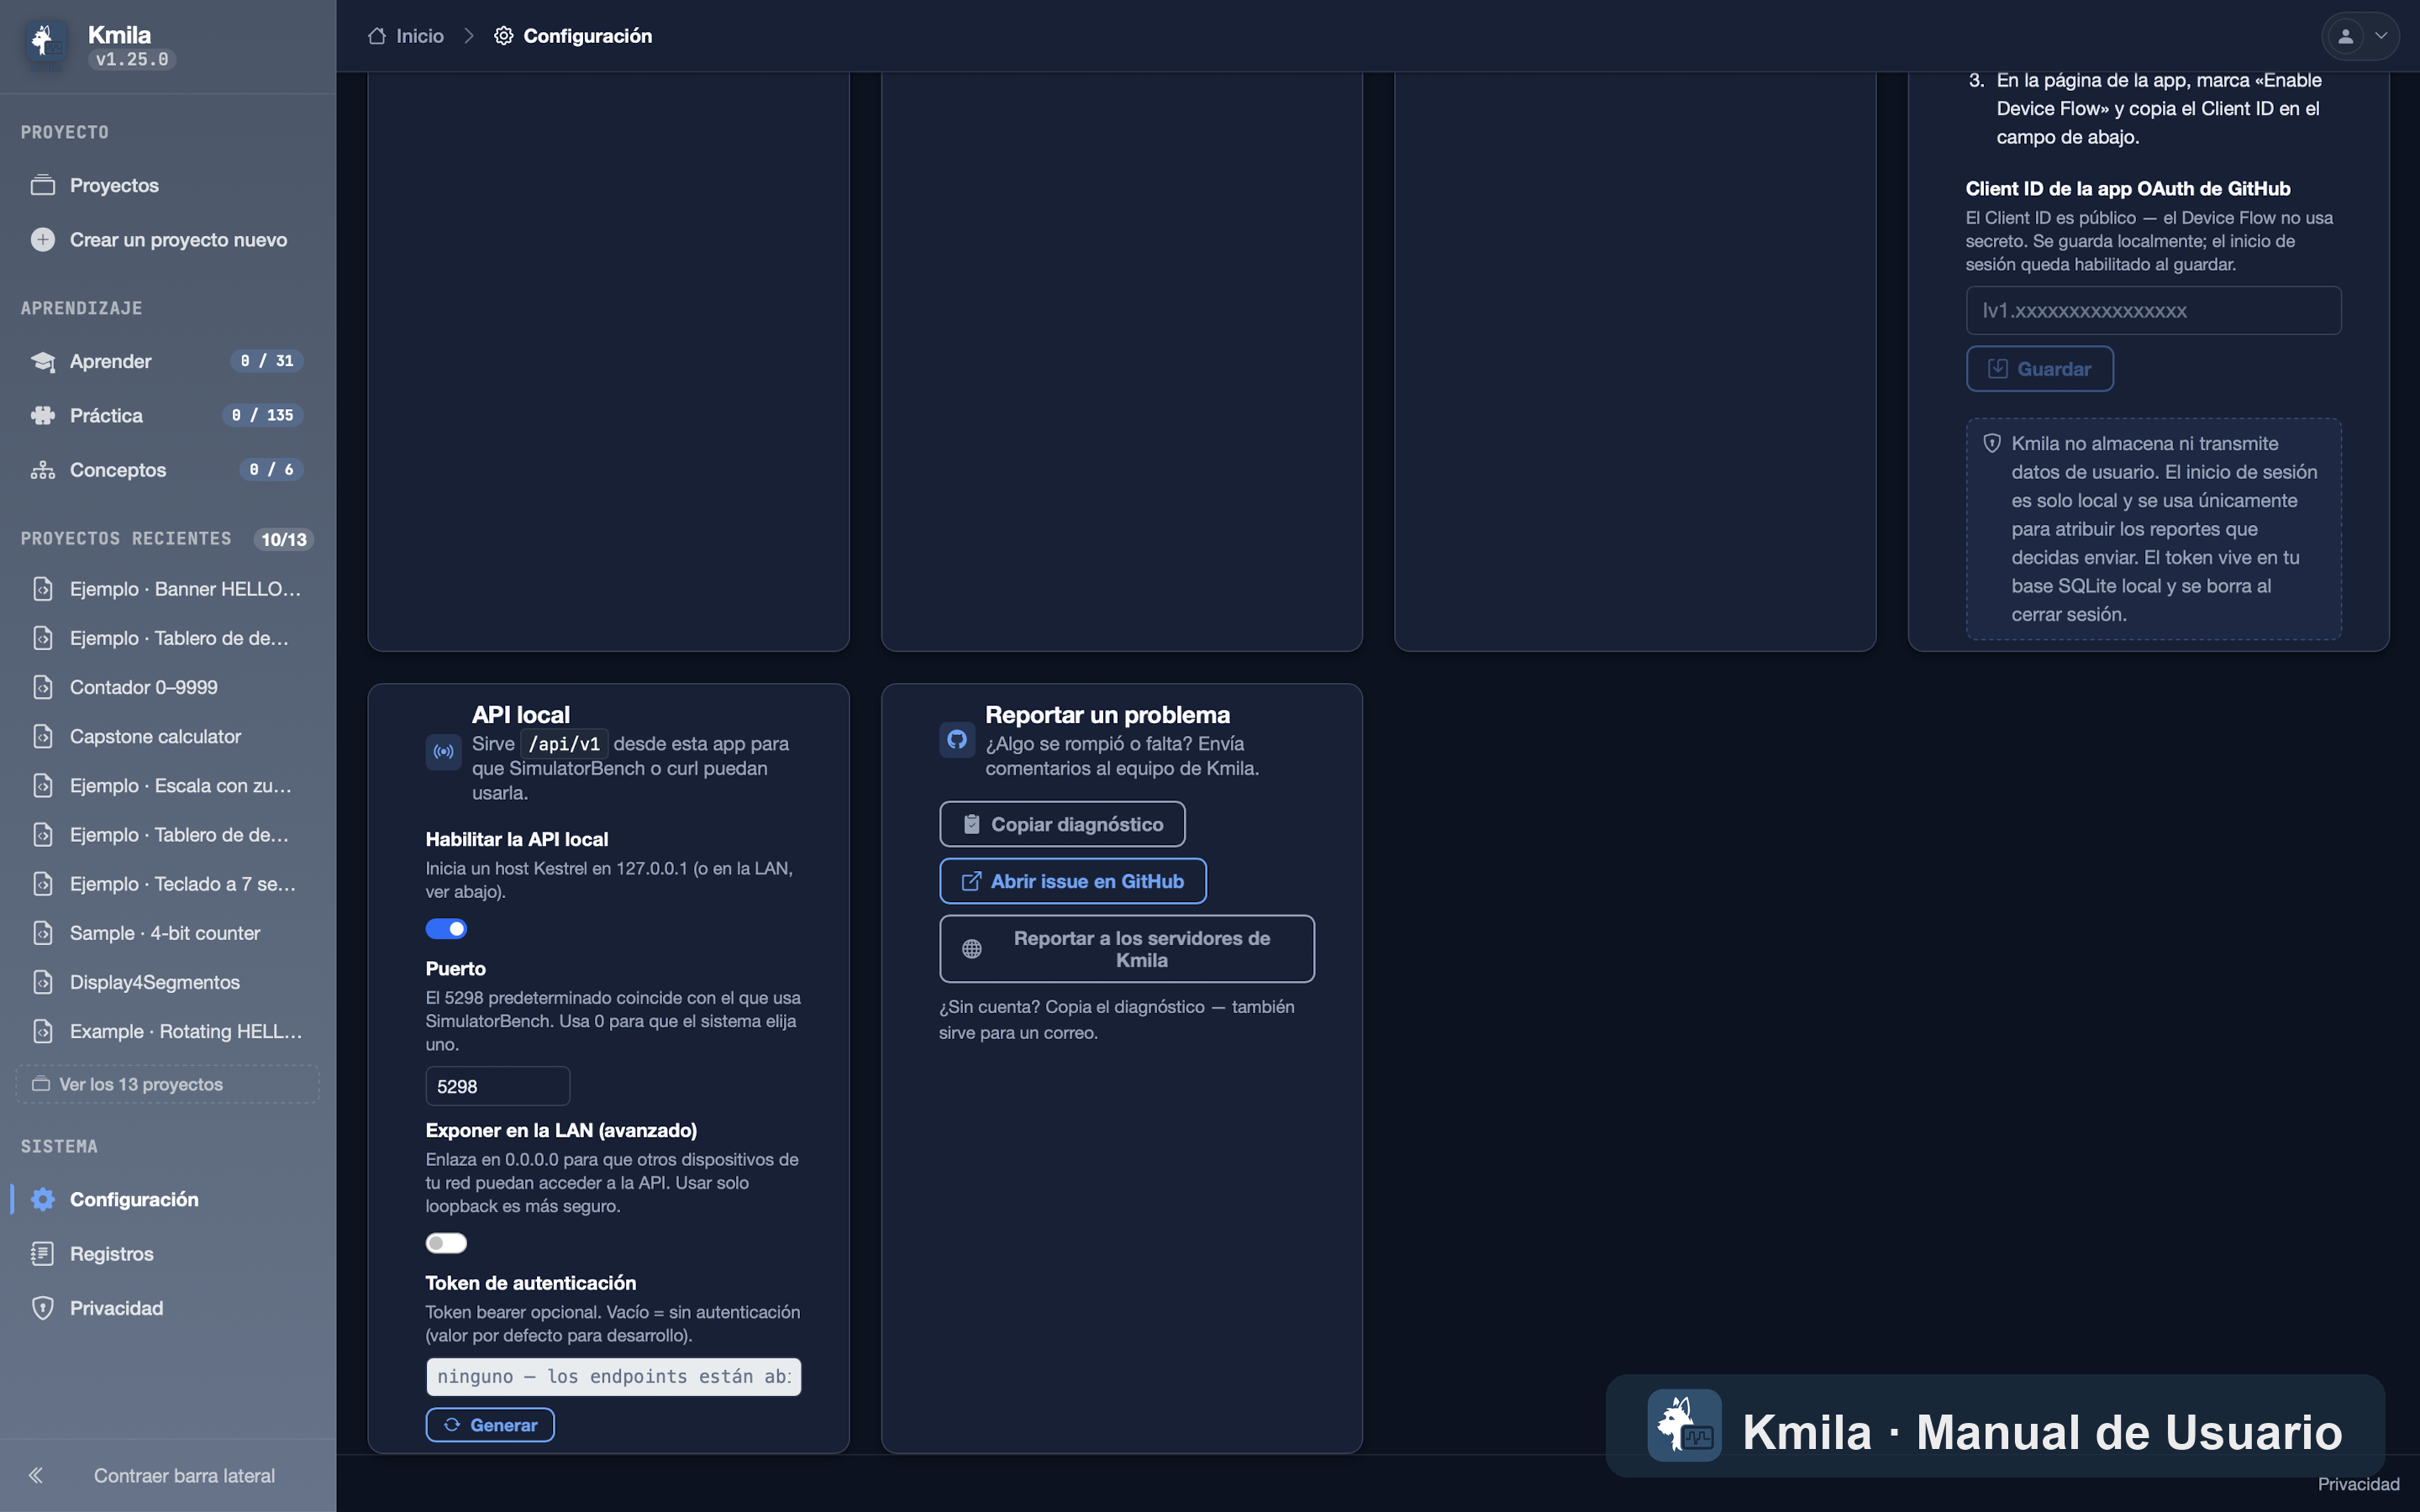 Kmila
v1.25.0
PROYECTO
Proyectos
Crear un proyecto nuevo
APRENDIZAJE
Aprender 0 / 31
Práctica 0 / 135
Conceptos 0 / 6
PROYECTOS RECIENTES 10/13
Ejemplo · Banner HELLO...
Ejemplo · Tablero de de...
Contador 0–9999
Capstone calculator
Ejemplo · Escala con zu...
Ejemplo · Tablero de de...
Ejemplo · Teclado a 7 se...
Sample · 4-bit counter
Display4Segmentos
Example · Rotating HELL...
Ver los 13 proyectos
SISTEMA
Configuración
Registros
Privacidad
Contraer barra lateral
Inicio
Configuración
3. En la página de la app, marca «Enable
Device Flow» y copia el Client ID en el
campo de abajo.
Client ID de la app OAuth de GitHub
El Client ID es público — el Device Flow no usa
secreto. Se guarda localmente; el inicio de
sesión queda habilitado al guardar.
Iv1.xxxxxxxxxxxxxxxx
Guardar
Kmila no almacena ni transmite
datos de usuario. El inicio de sesión
es solo local y se usa únicamente
para atribuir los reportes que
decidas enviar. El token vive en tu
base SQLite local y se borra al
cerrar sesión.
API local
Sirve /api/v1 desde esta app para
que SimulatorBench o curl puedan
usarla.
Habilitar la API local
Inicia un host Kestrel en 127.0.0.1 (o en la LAN,
ver abajo).
Puerto
El 5298 predeterminado coincide con el que usa
SimulatorBench. Usa 0 para que el sistema elija
uno.
5298
Exponer en la LAN (avanzado)
Enlaza en 0.0.0.0 para que otros dispositivos de
tu red puedan acceder a la API. Usar solo
loopback es más seguro.
Token de autenticación
Token bearer opcional. Vacío = sin autenticación
(valor por defecto para desarrollo).
ninguno — los endpoints están ab
Generar
Reportar un problema
¿Algo se rompió o falta? Envía
comentarios al equipo de Kmila.
Copiar diagnóstico
Abrir issue en GitHub
Reportar a los servidores de
Kmila
¿Sin cuenta? Copia el diagnóstico — también
sirve para un correo.
Kmila · Manual de Usuario
Privacidad